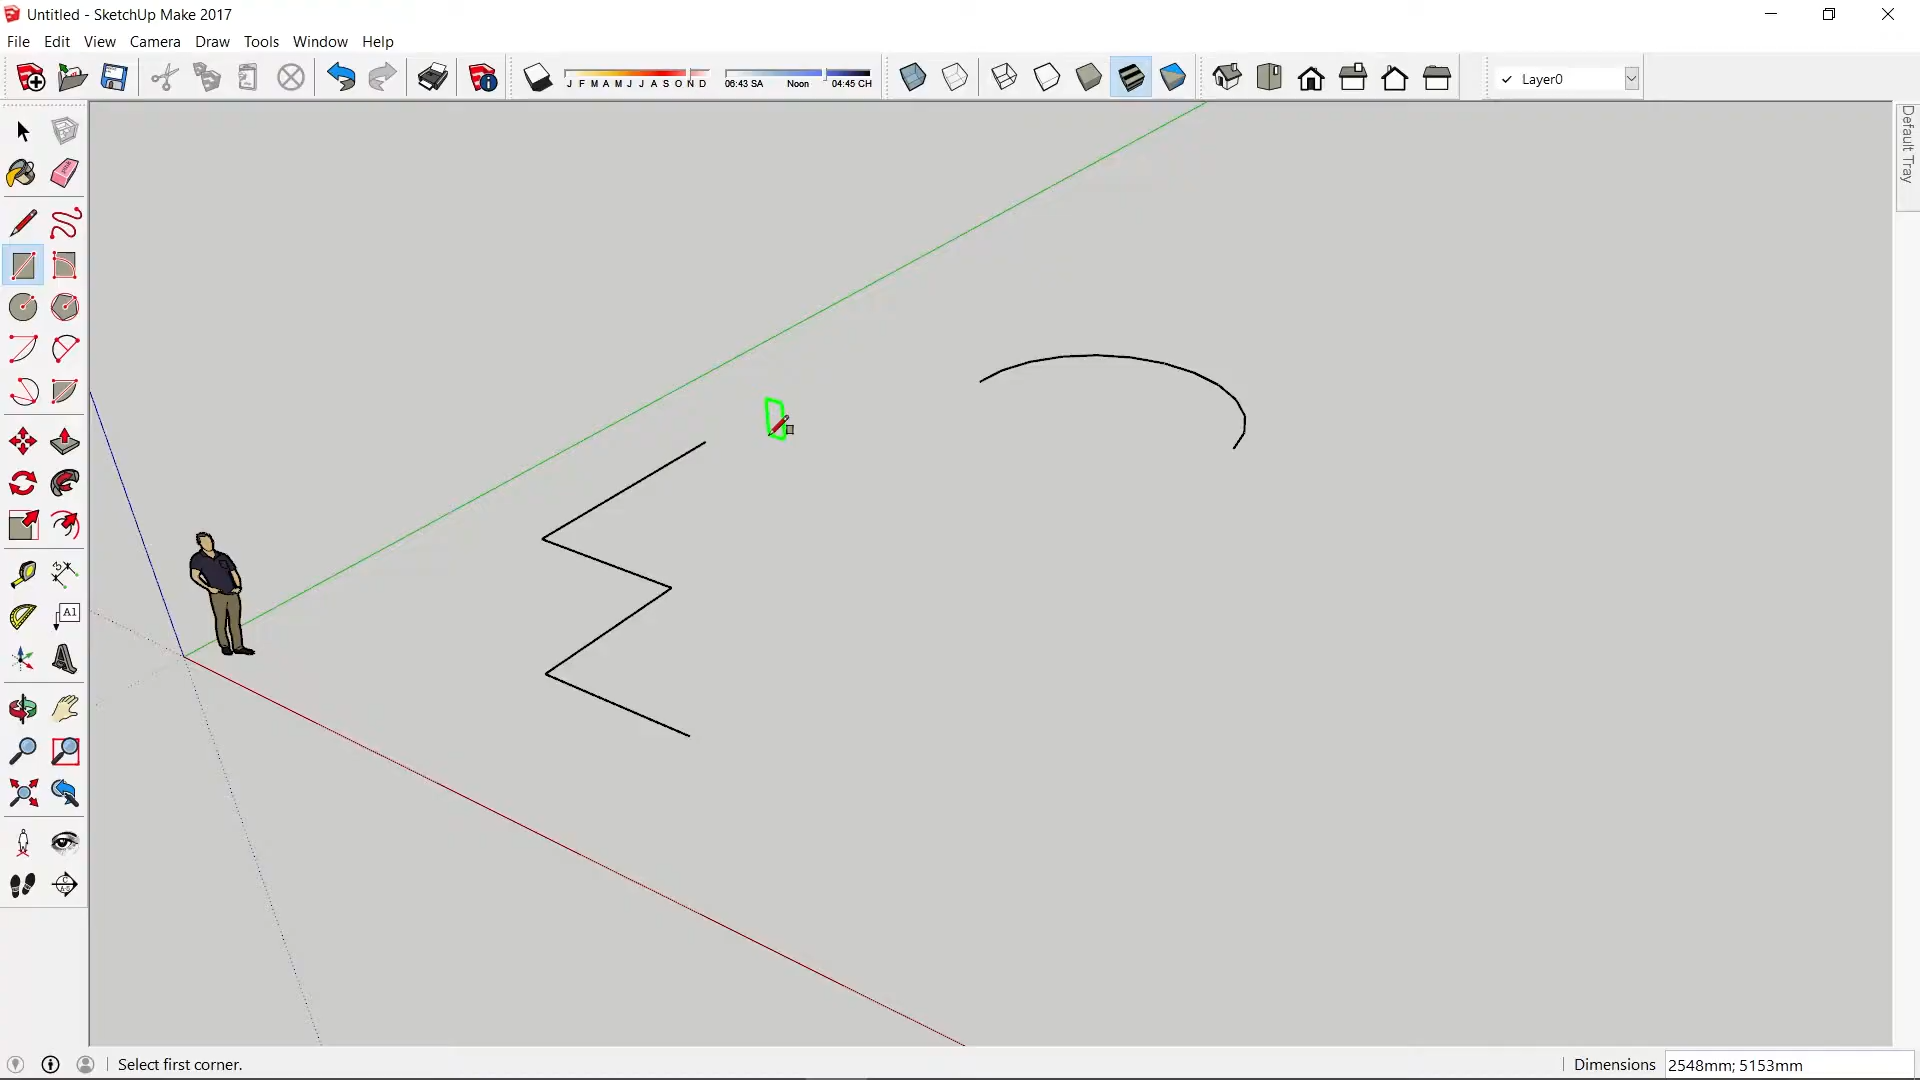 Untitled - SketchUp Make 2017
File Edit View Camera Draw Tools Window Help
J F M A M J J A S O N D
06:43 SA Noon 04:45 CH
Layer0
Default Tray
A1
Select first corner.
Dimensions 2548mm; 5153mm